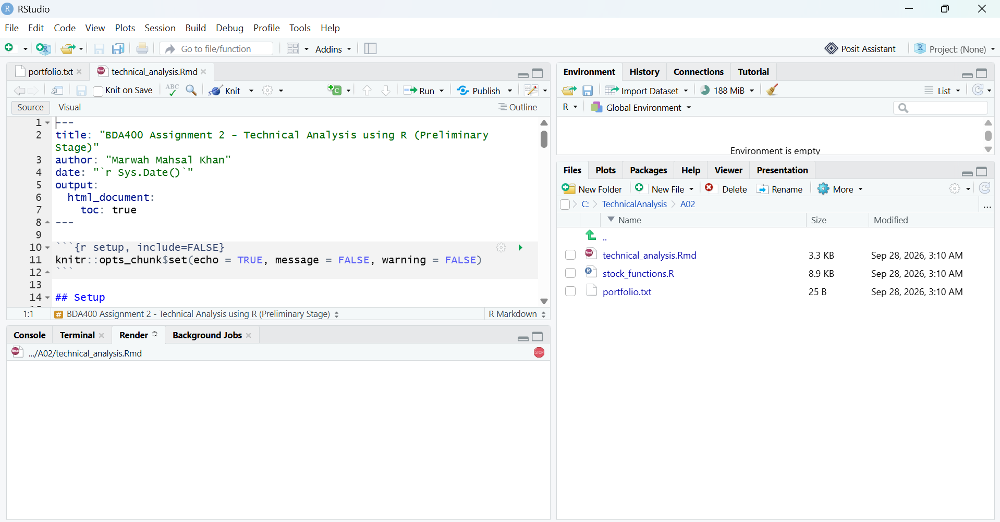 RStudio
File Edit Code View Plots Session Build Debug Profile Tools Help
Go to file/function Addins Posit Assistant Project: (None)
portfolio.txt technical_analysis.Rmd
Knit on Save ABC Knit Run Publish
Source Visual Outline
1 ---
2 title: "BDA400 Assignment 2 - Technical Analysis using R (Preliminary
Stage)"
3 author: "Marwah Mahsal Khan"
4 date: "`r Sys.Date()`"
5 output:
6 html_document:
7 toc: true
8 ---
9
10 ```{r setup, include=FALSE}
11 knitr::opts_chunk$set(echo = TRUE, message = FALSE, warning = FALSE)
12 ```
13
14 ## Setup
1:1 # BDA400 Assignment 2 - Technical Analysis using R (Preliminary Stage) R Markdown
Console Terminal Render Background Jobs
.../A02/technical_analysis.Rmd STOP
Environment History Connections Tutorial
Import Dataset 188 MiB List
R Global Environment
Environment is empty
Files Plots Packages Help Viewer Presentation
New Folder New File Delete Rename More
C: TechnicalAnalysis A02 ...
Name Size Modified
..
technical_analysis.Rmd 3.3 KB Sep 28, 2026, 3:10 AM
stock_functions.R 8.9 KB Sep 28, 2026, 3:10 AM
portfolio.txt 25 B Sep 28, 2026, 3:10 AM